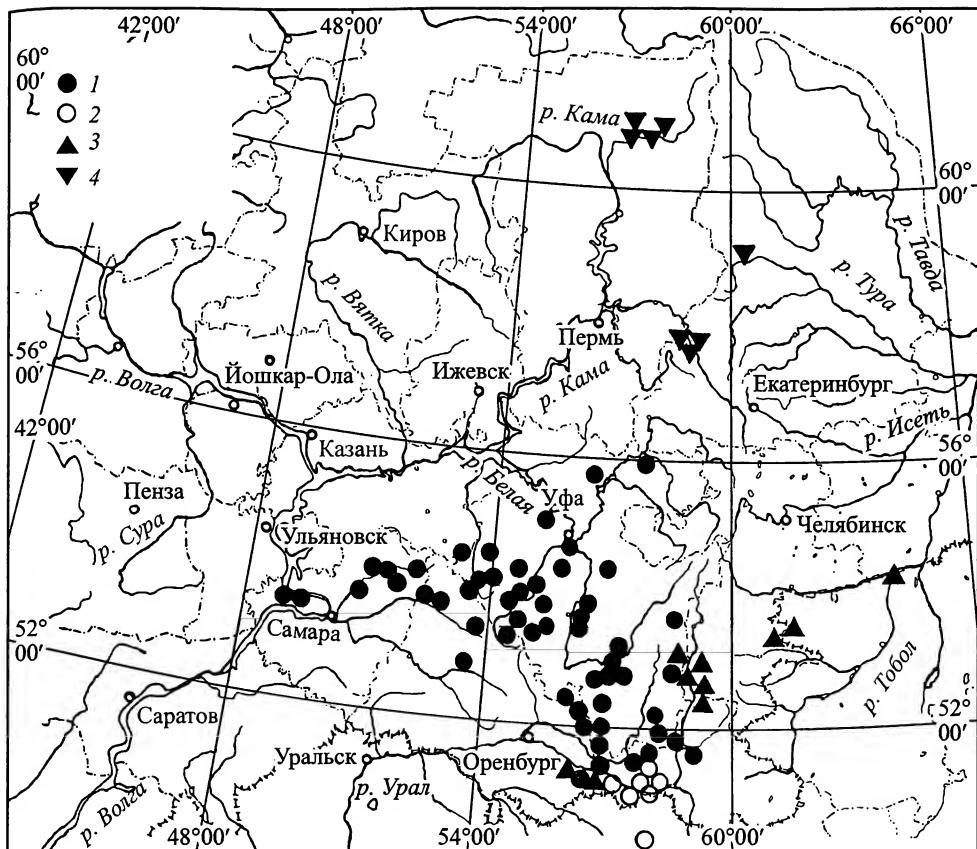 42°00′ 48°00′ 54°00′ 60°00′ 66°00′
60°
00′
1
2
3
4
р. Кама
60°
00′
Киров
р. Вятка
р. Тавда
р. Тура
Пермь
56°
00′
р. Волга
Йошкар-Ола
Ижевск
р. Кама
Екатеринбург
42°00′
Казань
р. Исеть
56°
00′
р. Белая
Пенза
р. Сура
Ульяновск
Уфа
Челябинск
Самара
52°
00′
р. Тобол
Саратов
52°
00′
Уральск
Оренбург
р. Урал
р. Волга
48°00′ 54°00′ 60°00′